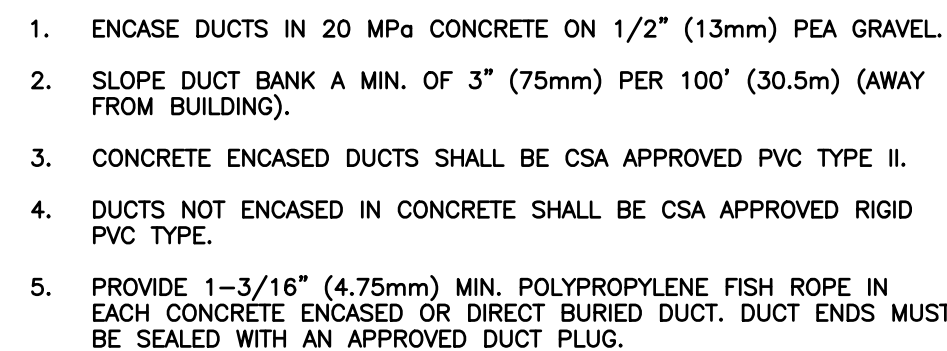 1. ENCASE DUCTS IN 20 MPa CONCRETE ON 1/2" (13mm) PEA GRAVEL.
2. SLOPE DUCT BANK A MIN. OF 3" (75mm) PER 100' (30.5m) (AWAY
FROM BUILDING).
3. CONCRETE ENCASED DUCTS SHALL BE CSA APPROVED PVC TYPE II.
4. DUCTS NOT ENCASED IN CONCRETE SHALL BE CSA APPROVED RIGID
PVC TYPE.
5. PROVIDE 1-3/16" (4.75mm) MIN. POLYPROPYLENE FISH ROPE IN
EACH CONCRETE ENCASED OR DIRECT BURIED DUCT. DUCT ENDS MUST
BE SEALED WITH AN APPROVED DUCT PLUG.